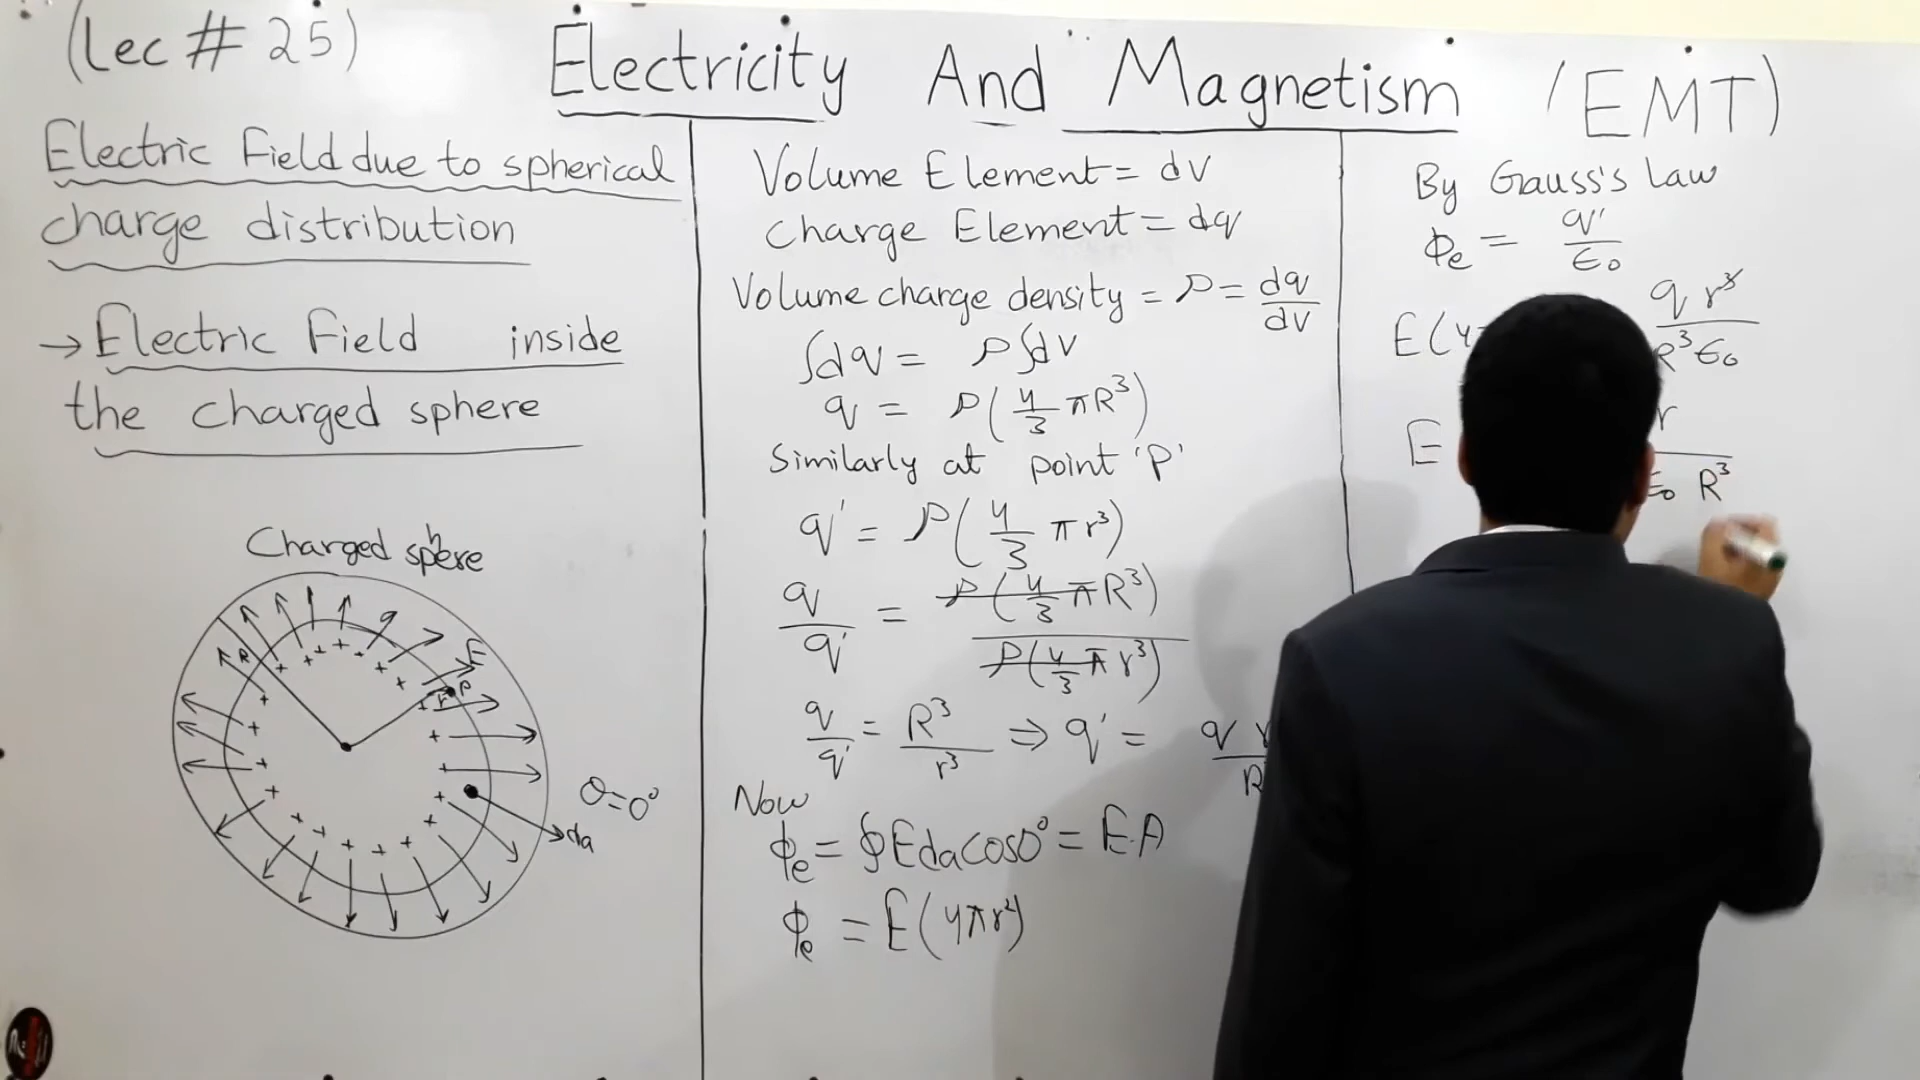 (Lec # 25)
Electricity And Magnetism (EMT)
Electric Field due to spherical
charge distribution
→ Electric Field inside
the charged sphere
Charged sphere
R
q
E
r P
θ=0°
da
Volume Element = dV
Charge Element = dq
Volume charge density = ρ = dq/dv
∫dq = ρ∫dV
q = ρ(4/3 πR³)
Similarly at point 'P'
q' = ρ(4/3 πr³)
q/q' = ρ(4/3 πR³)/ρ(4/3 πr³)
q/q' = R³/r³ ⇒ q' = q r/R
Now
ϕe = ∮Eda cos0° = E.A
ϕe = E(4πr²)
By Gauss's Law
ϕe = q'/ϵ0
E(4 q r³/R³ϵ0
E r/ϵ0 R³